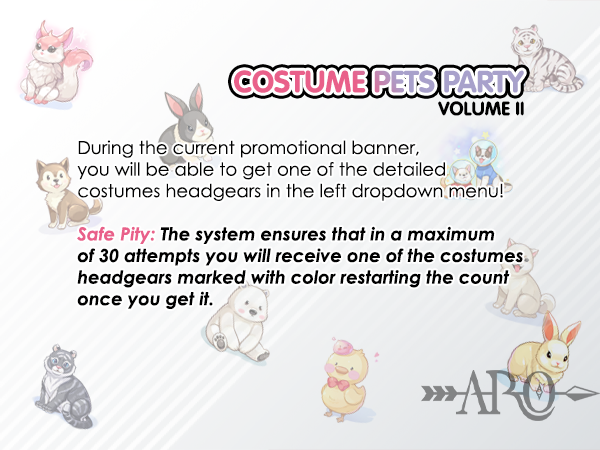 COSTUME PETS PARTY
VOLUME II
During the current promotional banner,
you will be able to get one of the detailed
costumes headgears in the left dropdown menu!
Safe Pity: The system ensures that in a maximum
of 30 attempts you will receive one of the costumes
headgears marked with color restarting the count
once you get it.
ARO